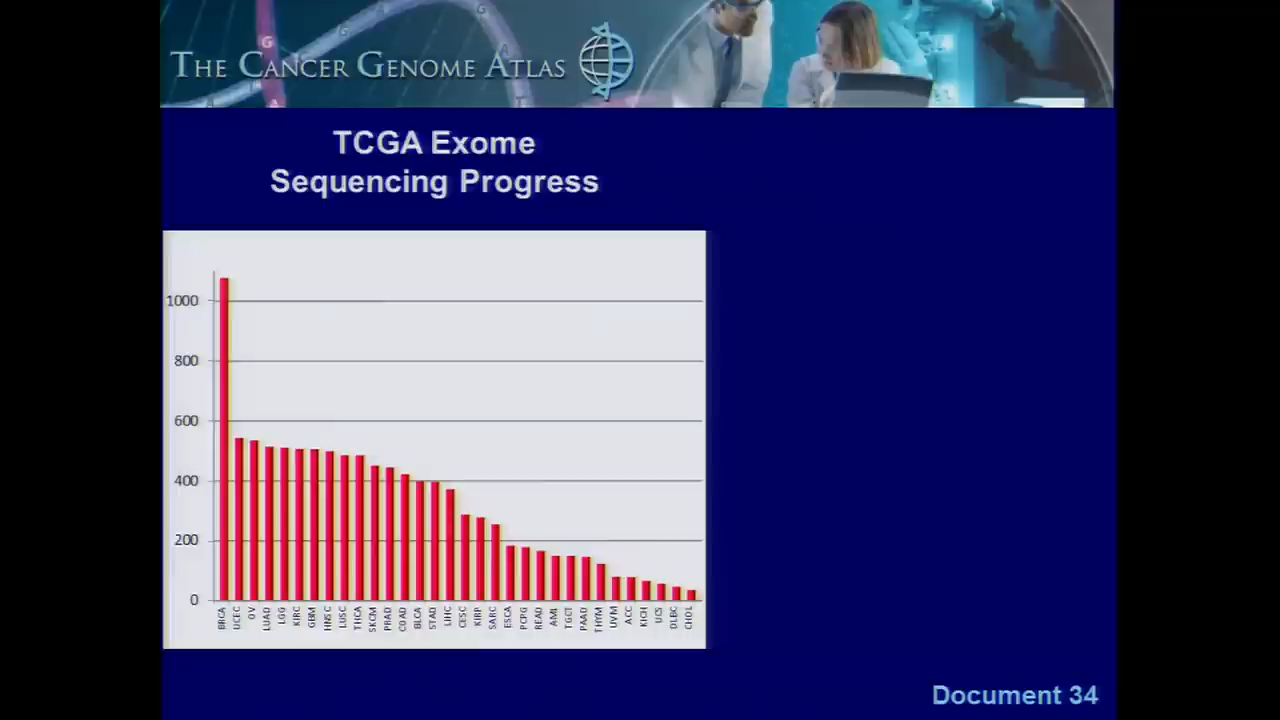 THE CANCER GENOME ATLAS
TCGA Exome
Sequencing Progress
1000
800
600
400
200
0
BRCA UCEC OV LUAD LGG KIRC GBM HNSC LUSC THCA SKCM PRAD COAD BLCA STAD LIHC CESC KIRP SARC ESCA PCPG READ AML TGCT PAAD THYM UVM ACC KICH UCS DLBC CHOL
Document 34